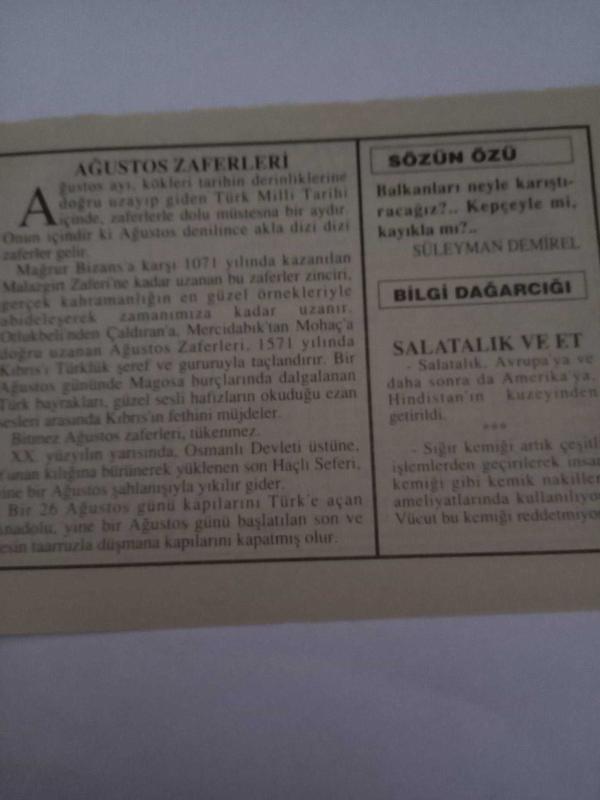 AĞUSTOS ZAFERLERİ
Ağustos ayı, kökleri tarihin derinliklerine
doğru uzayıp giden Türk Milli Tarihi
içinde, zaferlerle dolu müstesna bir aydır.
Onun içindir ki Ağustos denilince akla dizi dizi
zaferler gelir.
Mağrur Bizans'a karşı 1071 yılında kazanılan
Malazgirt Zaferi'ne kadar uzanan bu zaferler zinciri,
gerçek kahramanlığın en güzel örnekleriyle
abideleşerek zamanımıza kadar uzanır.
Otlukbeli'nden Çaldıran'a, Mercidabık'tan Mohaç'a
doğru uzanan Ağustos Zaferleri, 1571 yılında
Kıbrıs'ı Türklük şeref ve gururuyla taçlandırır. Bir
Ağustos gününde Magosa burçlarında dalgalanan
Türk bayrakları, güzel sesli hafızların okuduğu ezan
sesleri arasında Kıbrıs'ın fethini müjdeler.
Bitmez Ağustos zaferleri, tükenmez.
XX. yüzyılın yarısında, Osmanlı Devleti üstüne,
Yunan kılığına bürünerek yüklenen son Haçlı Seferi,
yine bir Ağustos şahlanışıyla yıkılır gider.
Bir 26 Ağustos günü kapılarını Türk'e açan
Anadolu, yine bir Ağustos günü başlatılan son ve
kesin taarruzla düşmana kapılarını kapatmış olur.
SÖZÜN ÖZÜ
Balkanları neyle karıştı-
racağız?.. Kepçeyle mi,
kayıkla mı?..
SÜLEYMAN DEMİREL
BİLGİ DAĞARCIĞI
SALATALIK VE ET
- Salatalık, Avrupa'ya ve
daha sonra da Amerika'ya,
Hindistan'ın kuzeyinden
getirildi.
***
- Sığır kemiği artık çeşitl
işlemlerden geçirilerek insan
kemiği gibi kemik nakiller
ameliyatlarında kullanılıyor
Vücut bu kemiği reddetmiyor